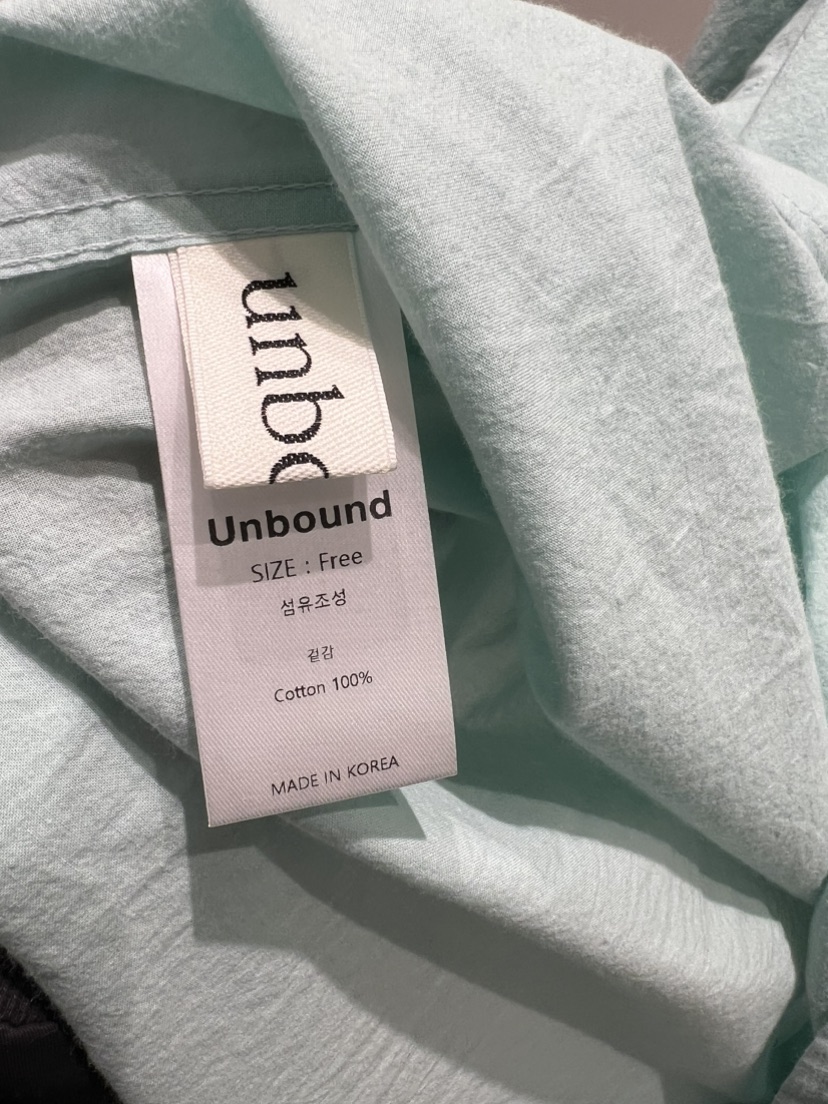 unbo
Unbound
SIZE : Free
섬유조성
겉감
Cotton 100%
MADE IN KOREA